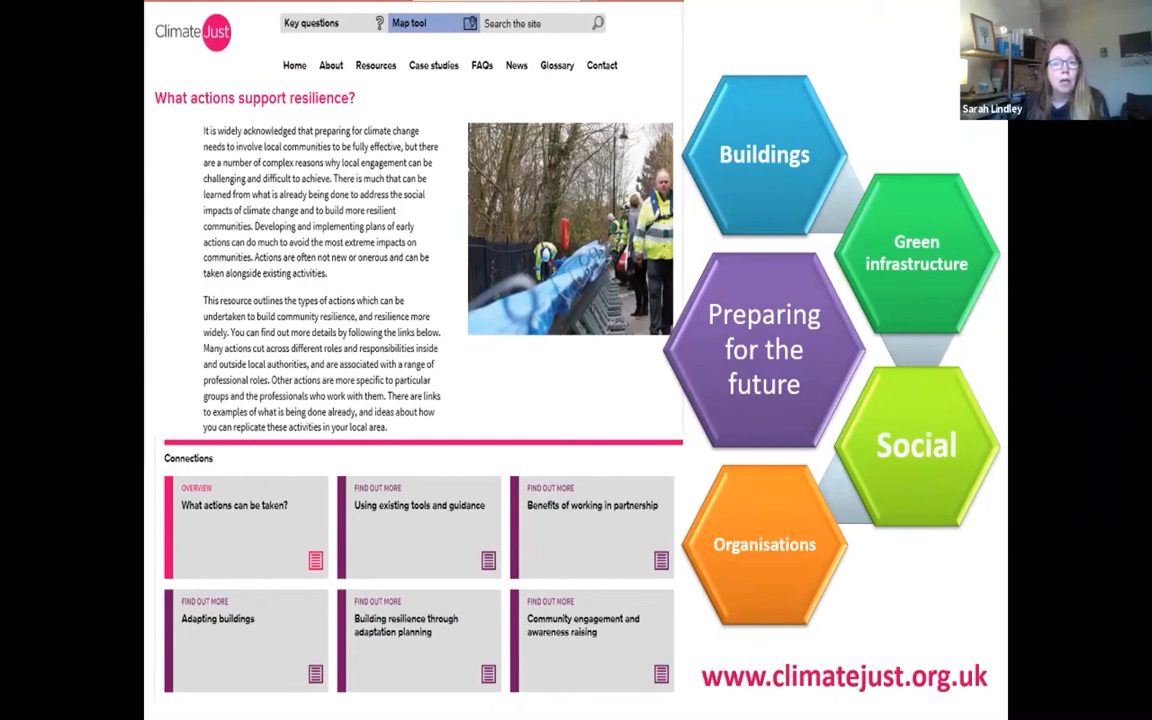 Climate Just
Key questions
?
Map tool
Search the site
Home About Resources Case studies FAQs News Glossary Contact
What actions support resilience?
It is widely acknowledged that preparing for climate change
needs to involve local communities to be fully effective, but there
are a number of complex reasons why local engagement can be
challenging and difficult to achieve. There is much that can be
learned from what is already being done to address the social
impacts of climate change and to build more resilient
communities. Developing and implementing plans of early
actions can do much to avoid the most extreme impacts on
communities. Actions are often not new or onerous and can be
taken alongside existing activities.
This resource outlines the types of actions which can be
undertaken to build community resilience, and resilience more
widely. You can find out more details by following the links below.
Many actions cut across different roles and responsibilities inside
and outside local authorities, and are associated with a range of
professional roles. Other actions are more specific to particular
groups and the professionals who work with them. There are links
to examples of what is being done already, and ideas about how
you can replicate these activities in your local area.
Connections
OVERVIEW
What actions can be taken?
FIND OUT MORE
Using existing tools and guidance
FIND OUT MORE
Benefits of working in partnership
FIND OUT MORE
Adapting buildings
FIND OUT MORE
Building resilience through
adaptation planning
FIND OUT MORE
Community engagement and
awareness raising
Buildings
Green
infrastructure
Preparing
for the
future
Social
Organisations
www.climatejust.org.uk
Sarah Lindley